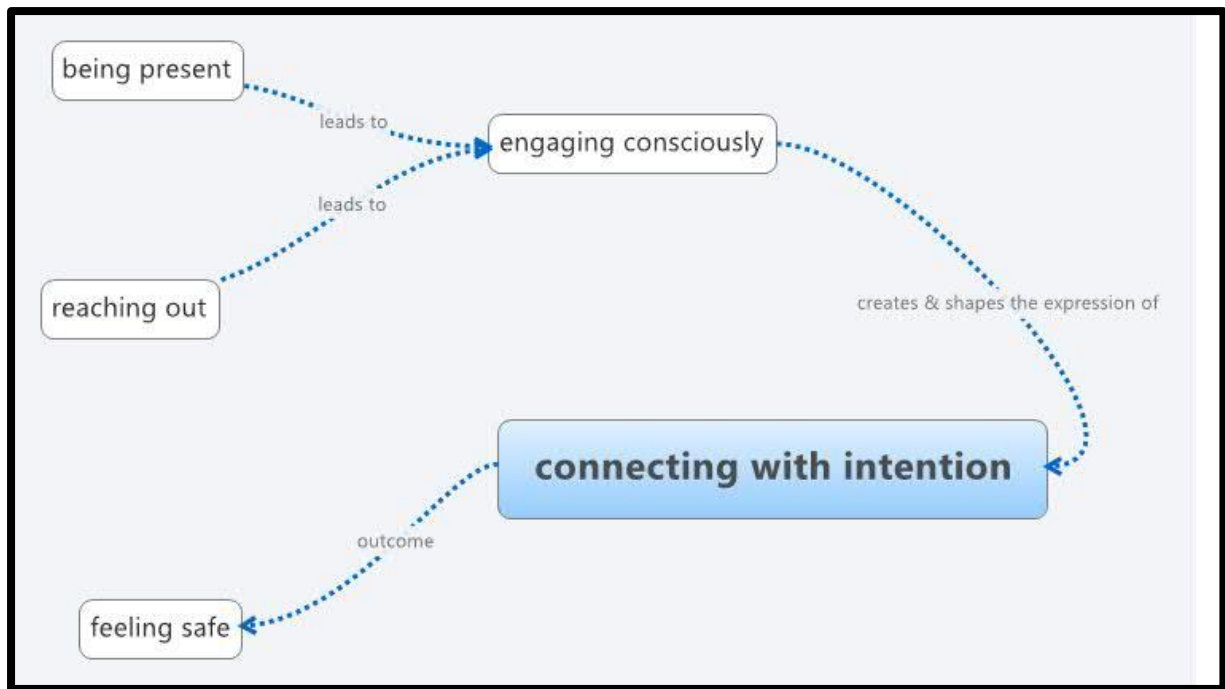 being present
leads to
engaging consciously
leads to
reaching out
creates & shapes the expression of
connecting with intention
outcome
feeling safe